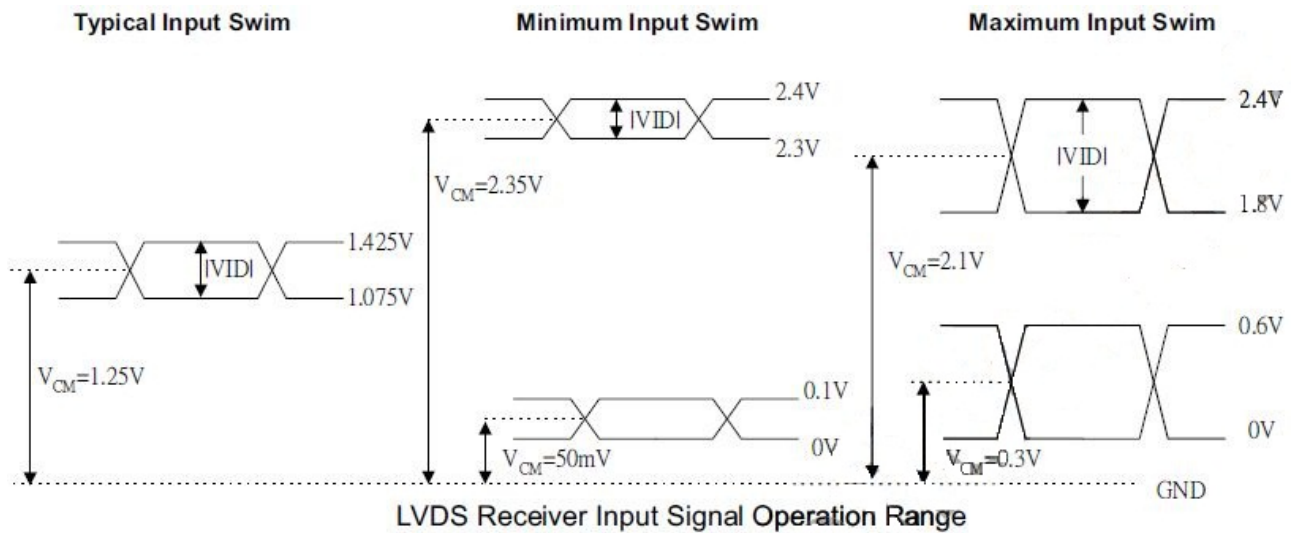 Typical Input Swim
Minimum Input Swim
Maximum Input Swim
1.425V
|VID|
1.075V
V_CM=1.25V
2.4V
|VID|
2.3V
V_CM=2.35V
0.1V
0V
V_CM=50mV
2.4V
|VID|
1.8V
V_CM=2.1V
0.6V
0V
V_CM=0.3V
GND
LVDS Receiver Input Signal Operation Range